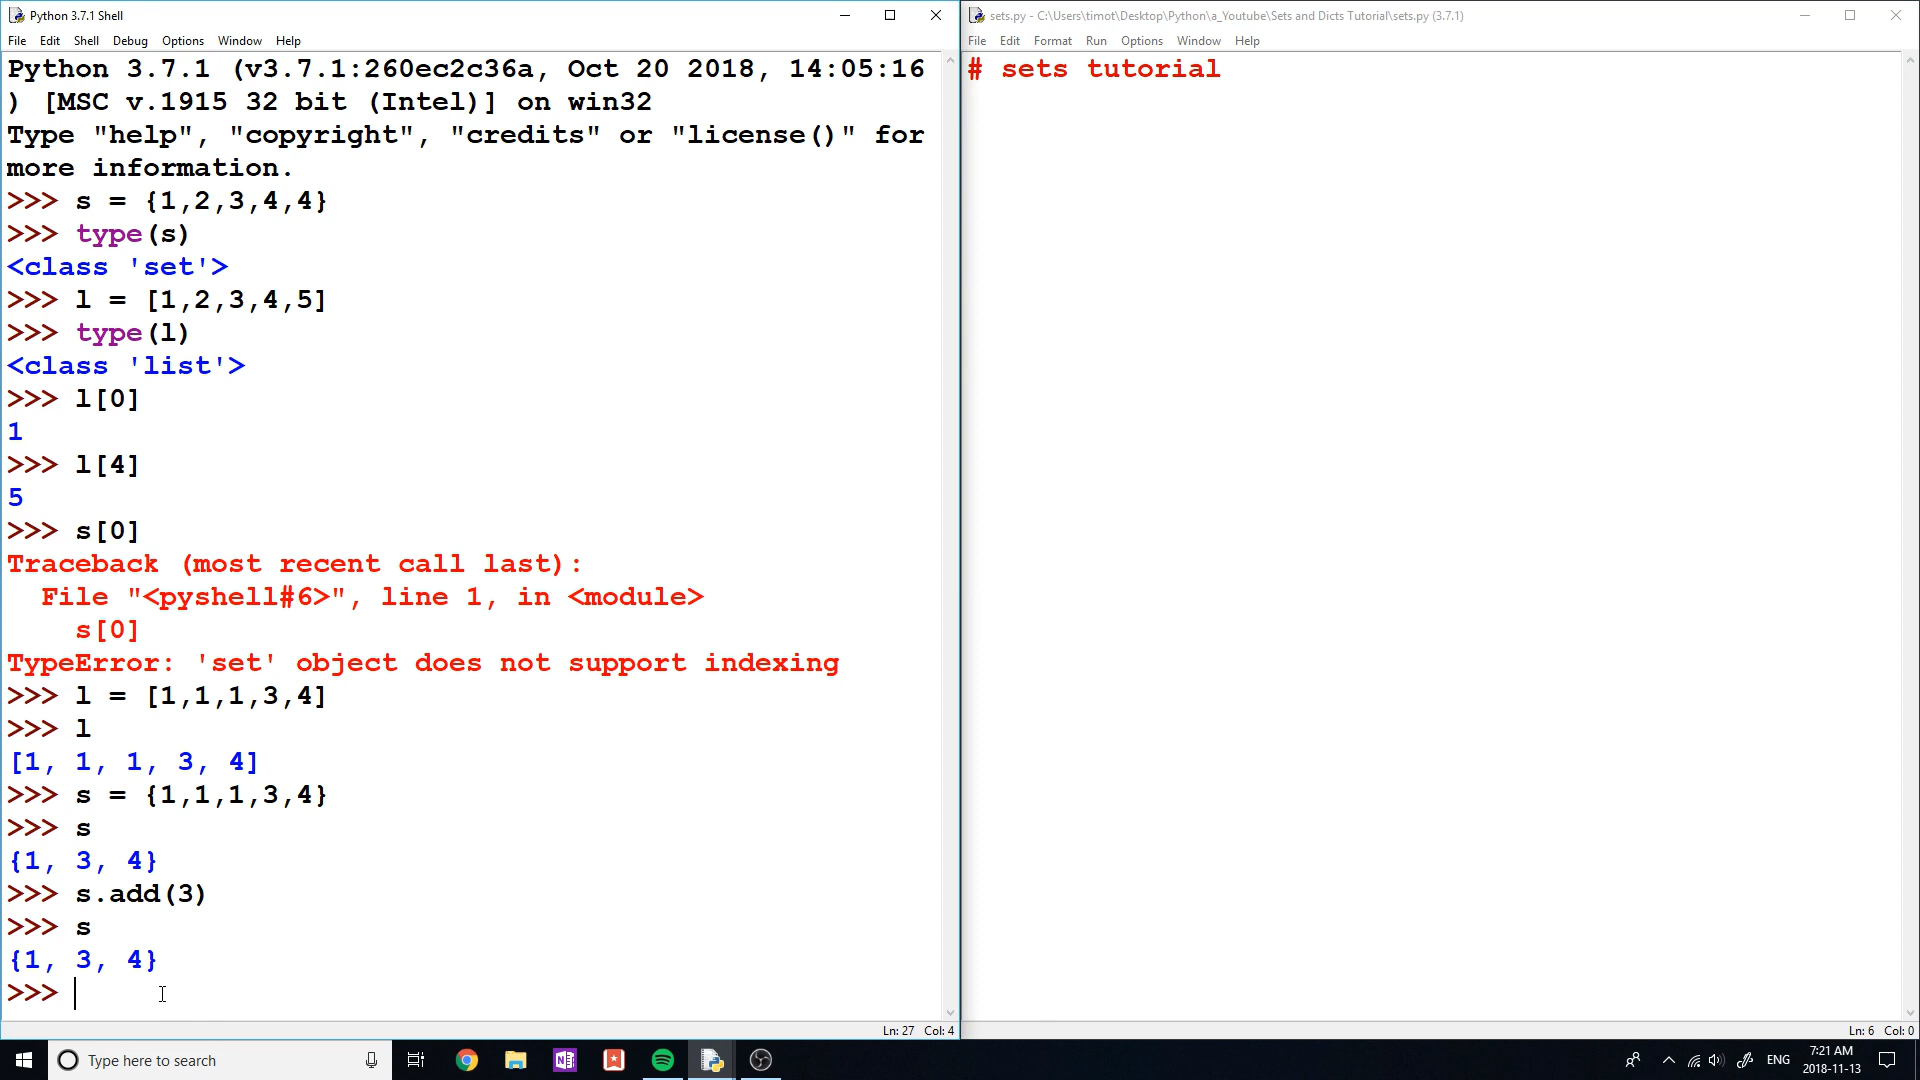 Python 3.7.1 Shell
File Edit Shell Debug Options Window Help
Python 3.7.1 (v3.7.1:260ec2c36a, Oct 20 2018, 14:05:16
) [MSC v.1915 32 bit (Intel)] on win32
Type "help", "copyright", "credits" or "license()" for
more information.
>>> s = {1,2,3,4,4}
>>> type(s)
<class 'set'>
>>> l = [1,2,3,4,5]
>>> type(l)
<class 'list'>
>>> l[0]
1
>>> l[4]
5
>>> s[0]
Traceback (most recent call last):
  File "<pyshell#6>", line 1, in <module>
    s[0]
TypeError: 'set' object does not support indexing
>>> l = [1,1,1,3,4]
>>> l
[1, 1, 1, 3, 4]
>>> s = {1,1,1,3,4}
>>> s
{1, 3, 4}
>>> s.add(3)
>>> s
{1, 3, 4}
>>>
Ln: 27 Col: 4
sets.py - C:\Users\timot\Desktop\Python\a_Youtube\Sets and Dicts Tutorial\sets.py (3.7.1)
File Edit Format Run Options Window Help
# sets tutorial
Ln: 6 Col: 0
Type here to search
ENG
7:21 AM
2018-11-13